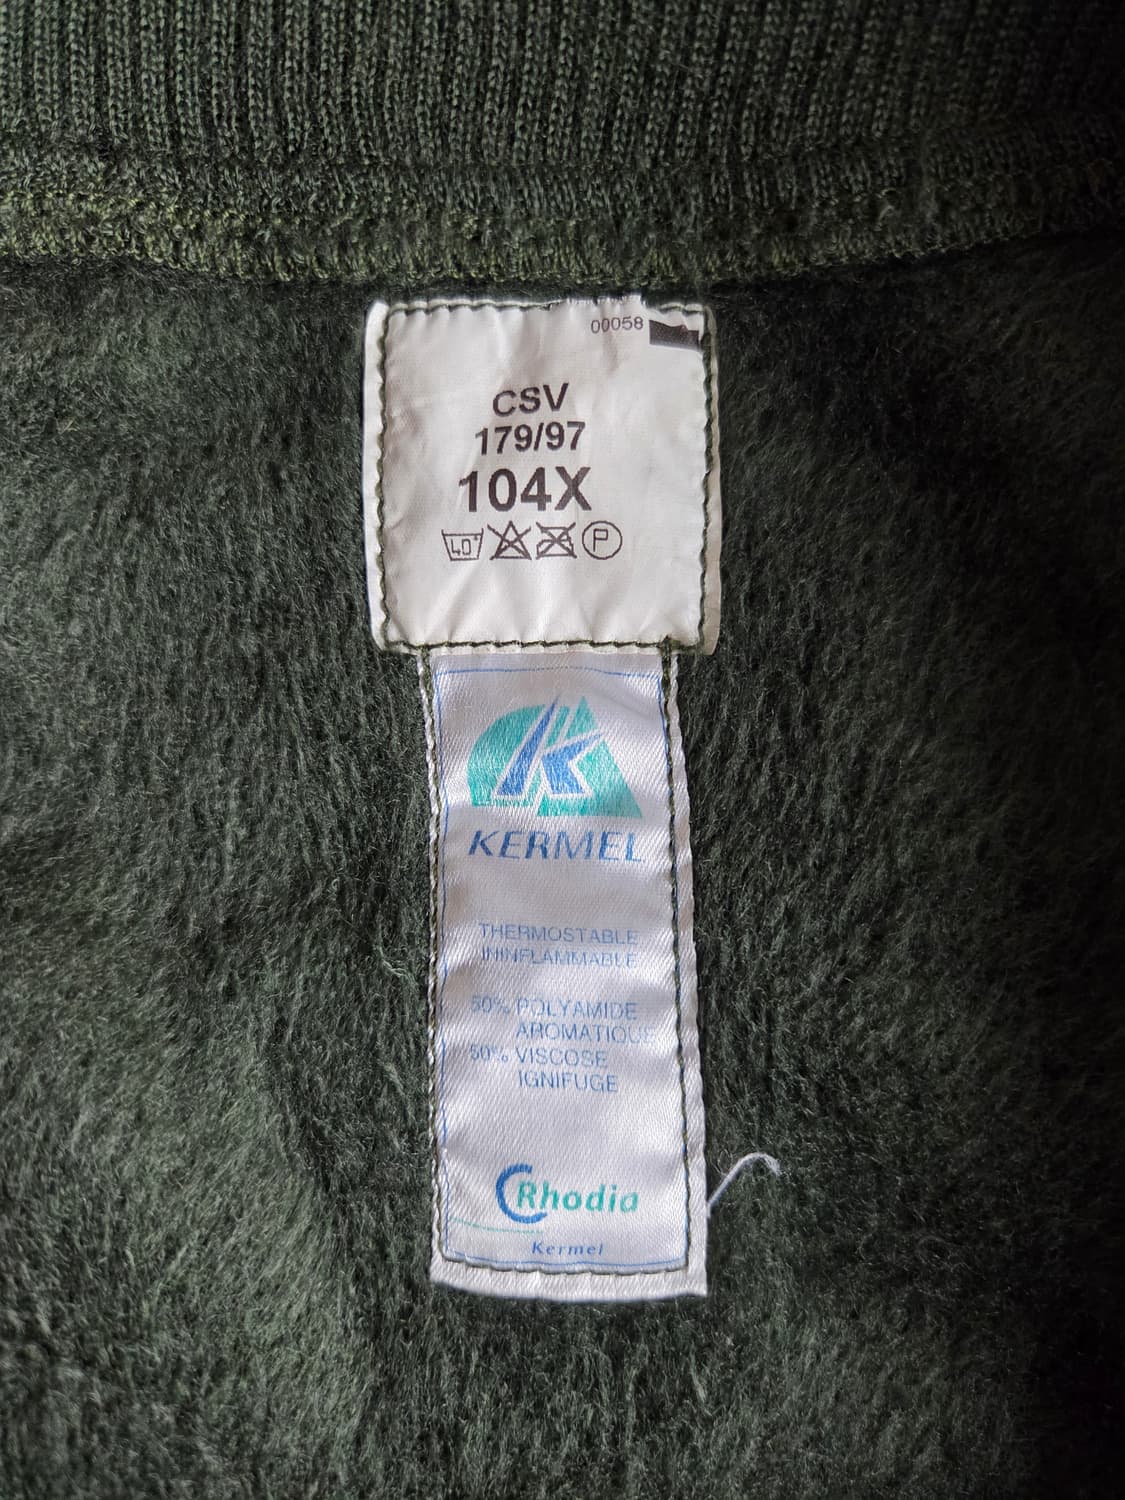 00058
CSV
179/97
104X
40° P
K
KERMEL
THERMOSTABLE
ININFLAMMABLE
50% POLYAMIDE
AROMATIQUE
50% VISCOSE
IGNIFUGE
Rhodia
Kermel